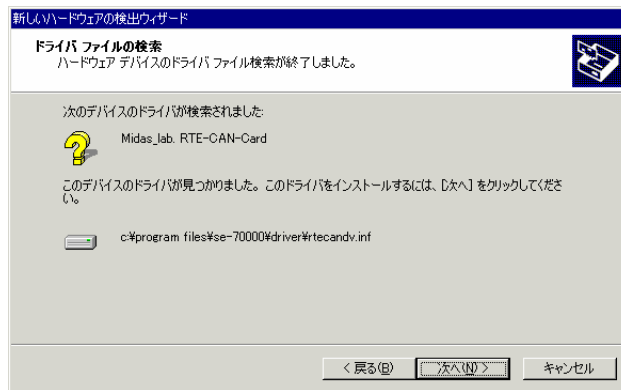 新しいハードウェアの検出ウィザード
ドライバ ファイルの検索
ハードウェア デバイスのドライバ ファイル検索が終了しました。
次のデバイスのドライバが検索されました:
Midas_lab. RTE-CAN-Card
このデバイスのドライバが見つかりました。このドライバをインストールするには、[次へ] をクリックしてくださ
い。
c:¥program files¥se-70000¥driver¥rtecandv.inf
< 戻る(B)
次へ(N) >
キャンセル